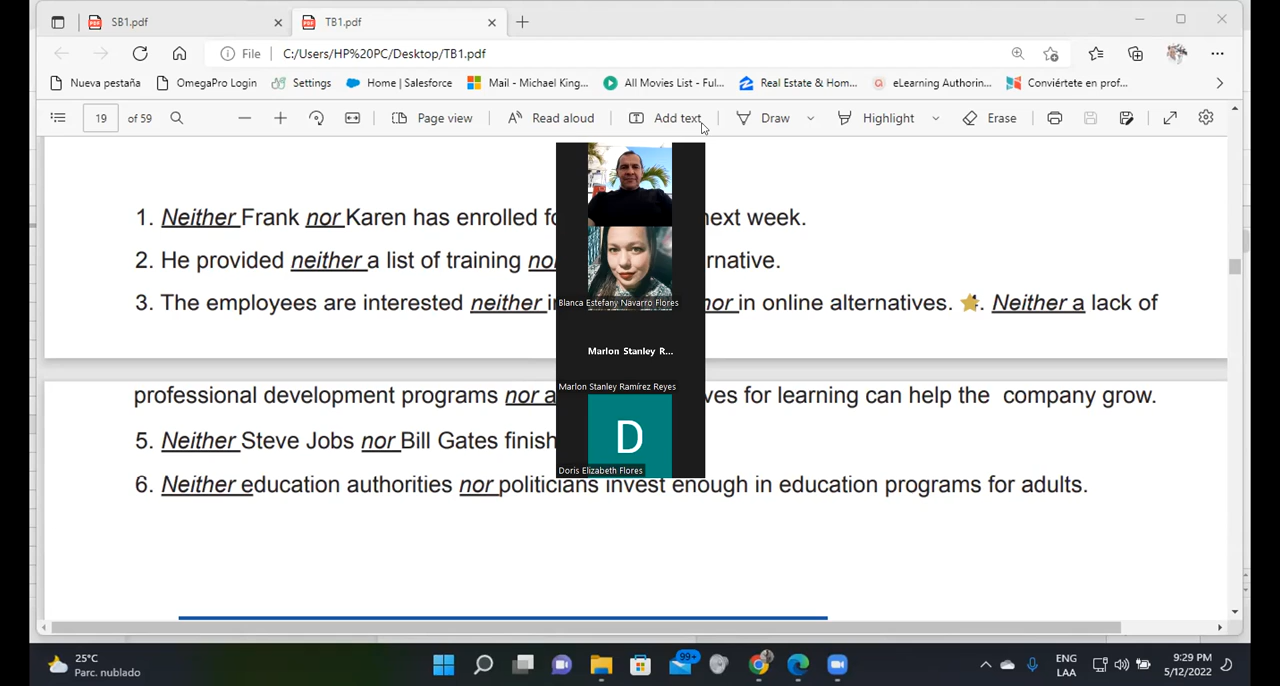 SB1.pdf
TB1.pdf
File
C:/Users/HP%20PC/Desktop/TB1.pdf
Nueva pestaña
OmegaPro Login
Settings
Home | Salesforce
Mail - Michael King...
All Movies List - Ful...
Real Estate & Hom...
eLearning Authorin...
Conviértete en prof...
19 of 59
Page view
Read aloud
Add text
Draw
Highlight
Erase
1. Neither Frank nor Karen has enrolled fo next week.
2. He provided neither a list of training no rnative.
3. The employees are interested neither i nor in online alternatives. . Neither a lack of
professional development programs nor a ves for learning can help the company grow.
5. Neither Steve Jobs nor Bill Gates finish
6. Neither education authorities nor politicians invest enough in education programs for adults.
Blanca Estefany Navarro Flores
Marlon Stanley R...
Marlon Stanley Ramírez Reyes
D
Doris Elizabeth Flores
25°C
Parc. nublado
99+
ENG
LAA
9:29 PM
5/12/2022